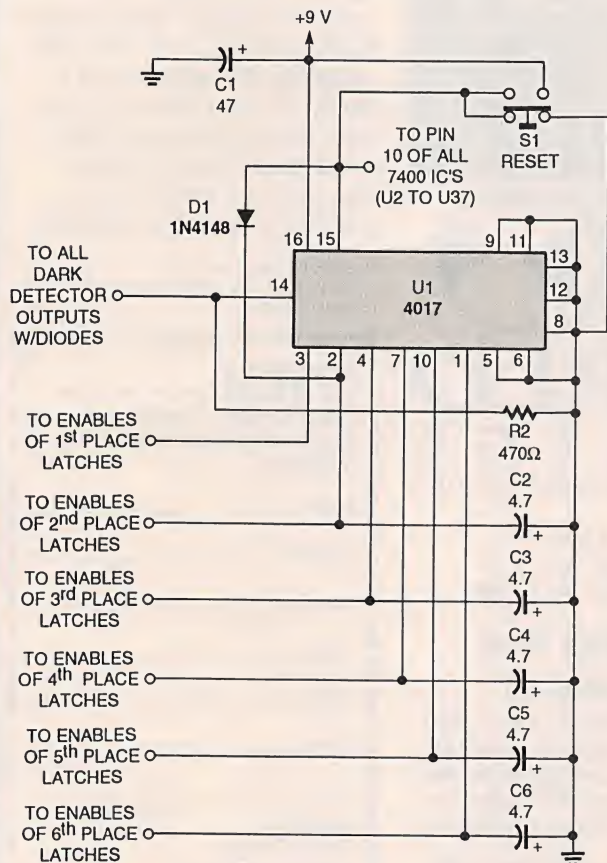 +9 V
+
C1
47
S1
RESET
TO PIN
10 OF ALL
7400 IC'S
(U2 TO U37)
D1
1N4148
16 15
9 11
13
12
8
14
U1
4017
3 2 4 7 10 1 5 6
TO ALL
DARK
DETECTOR
OUTPUTS
W/DIODES
R2
470Ω
TO ENABLES
OF 1st PLACE
LATCHES
C2
4.7
+
TO ENABLES
OF 2nd PLACE
LATCHES
C3
4.7
+
TO ENABLES
OF 3rd PLACE
LATCHES
C4
4.7
+
TO ENABLES
OF 4th PLACE
LATCHES
C5
4.7
+
TO ENABLES
OF 5th PLACE
LATCHES
C6
4.7
+
TO ENABLES
OF 6th PLACE
LATCHES